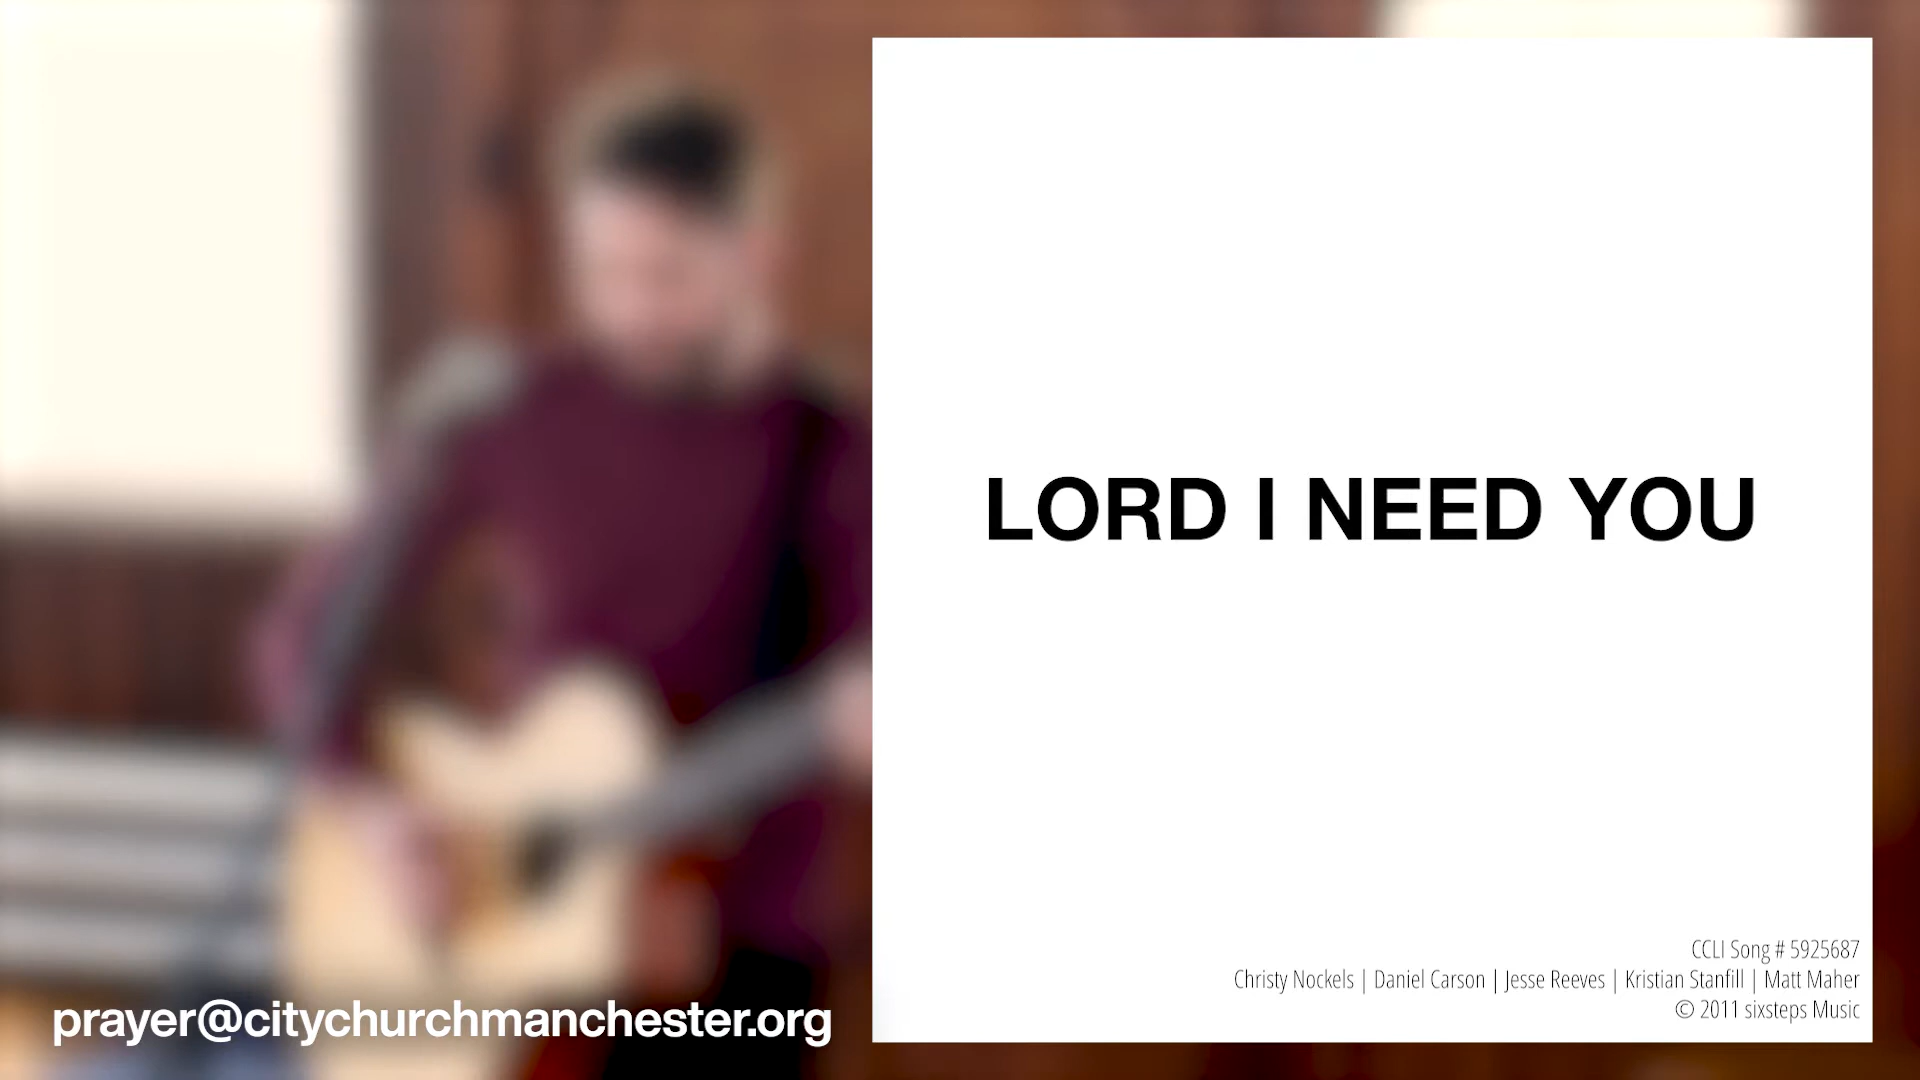 LORD I NEED YOU
CCLI Song # 5925687
Christy Nockels | Daniel Carson | Jesse Reeves | Kristian Stanfill | Matt Maher
© 2011 sixsteps Music
prayer@citychurchmanchester.org